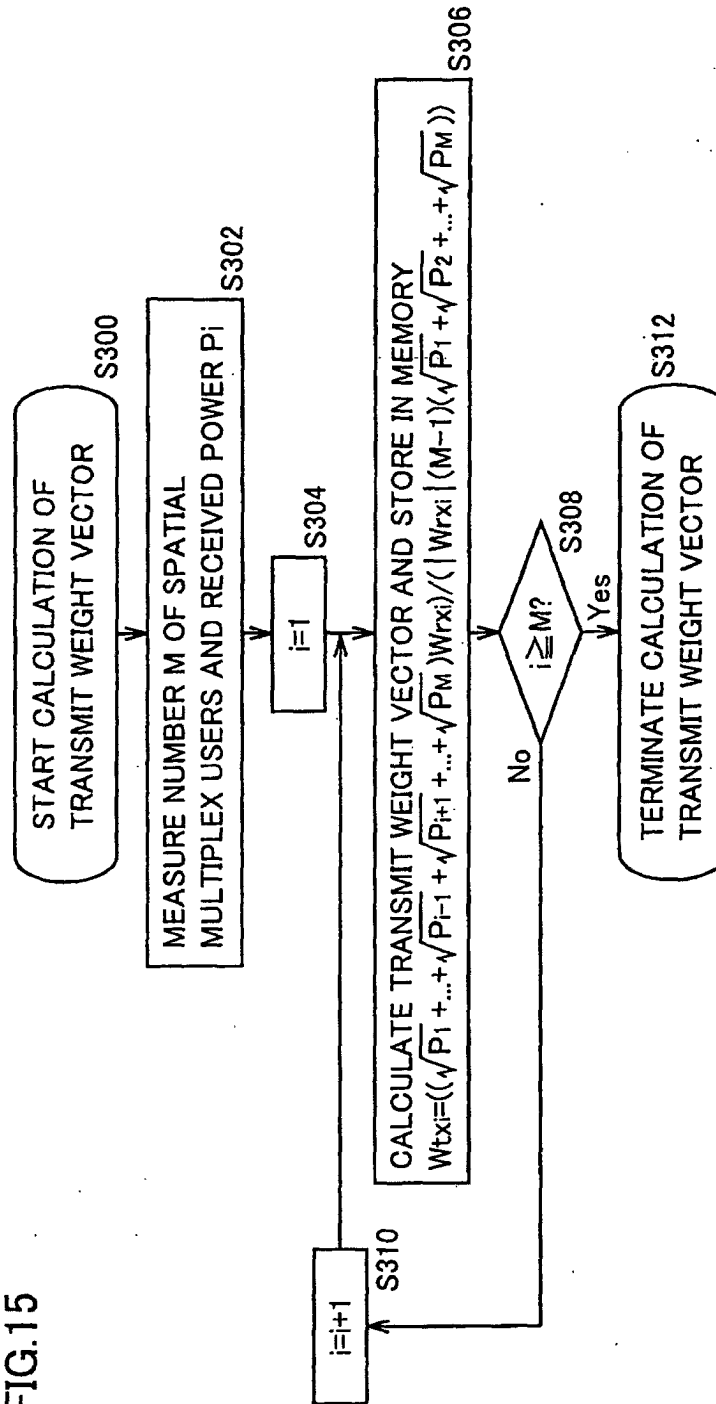 FIG.15
START CALCULATION OF
TRANSMIT WEIGHT VECTOR
S300
MEASURE NUMBER M OF SPATIAL
MULTIPLEX USERS AND RECEIVED POWER Pi
S302
i=1
S304
CALCULATE TRANSMIT WEIGHT VECTOR AND STORE IN MEMORY
Wtxi=((√P1+...+√Pi-1+√Pi+1+...+√PM)Wrxi)/(|Wrxi|(M-1)(√P1+√P2+...+√PM))
S306
i≧M?
S308
No
Yes
i=i+1
S310
TERMINATE CALCULATION OF
TRANSMIT WEIGHT VECTOR
S312